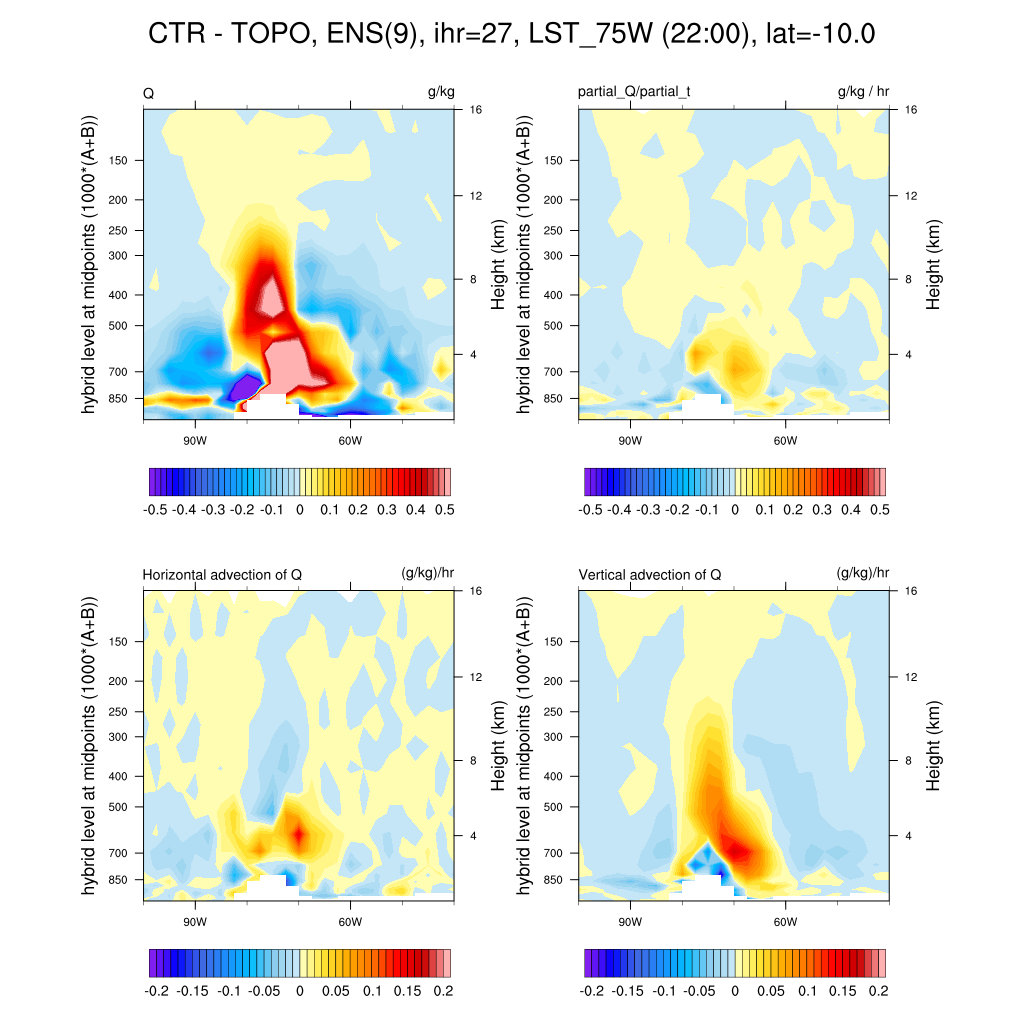 CTR - TOPO, ENS(9), ihr=27, LST_75W (22:00), lat=-10.0
Q g/kg
hybrid level at midpoints (1000*(A+B))
150
200
250
300
400
500
700
850
16
12
8
4
Height (km)
90W 60W
-0.5 -0.4 -0.3 -0.2 -0.1 0 0.1 0.2 0.3 0.4 0.5
partial_Q/partial_t g/kg / hr
hybrid level at midpoints (1000*(A+B))
150
200
250
300
400
500
700
850
16
12
8
4
Height (km)
90W 60W
-0.5 -0.4 -0.3 -0.2 -0.1 0 0.1 0.2 0.3 0.4 0.5
Horizontal advection of Q (g/kg)/hr
hybrid level at midpoints (1000*(A+B))
150
200
250
300
400
500
700
850
16
12
8
4
Height (km)
90W 60W
-0.2 -0.15 -0.1 -0.05 0 0.05 0.1 0.15 0.2
Vertical advection of Q (g/kg)/hr
hybrid level at midpoints (1000*(A+B))
150
200
250
300
400
500
700
850
16
12
8
4
Height (km)
90W 60W
-0.2 -0.15 -0.1 -0.05 0 0.05 0.1 0.15 0.2